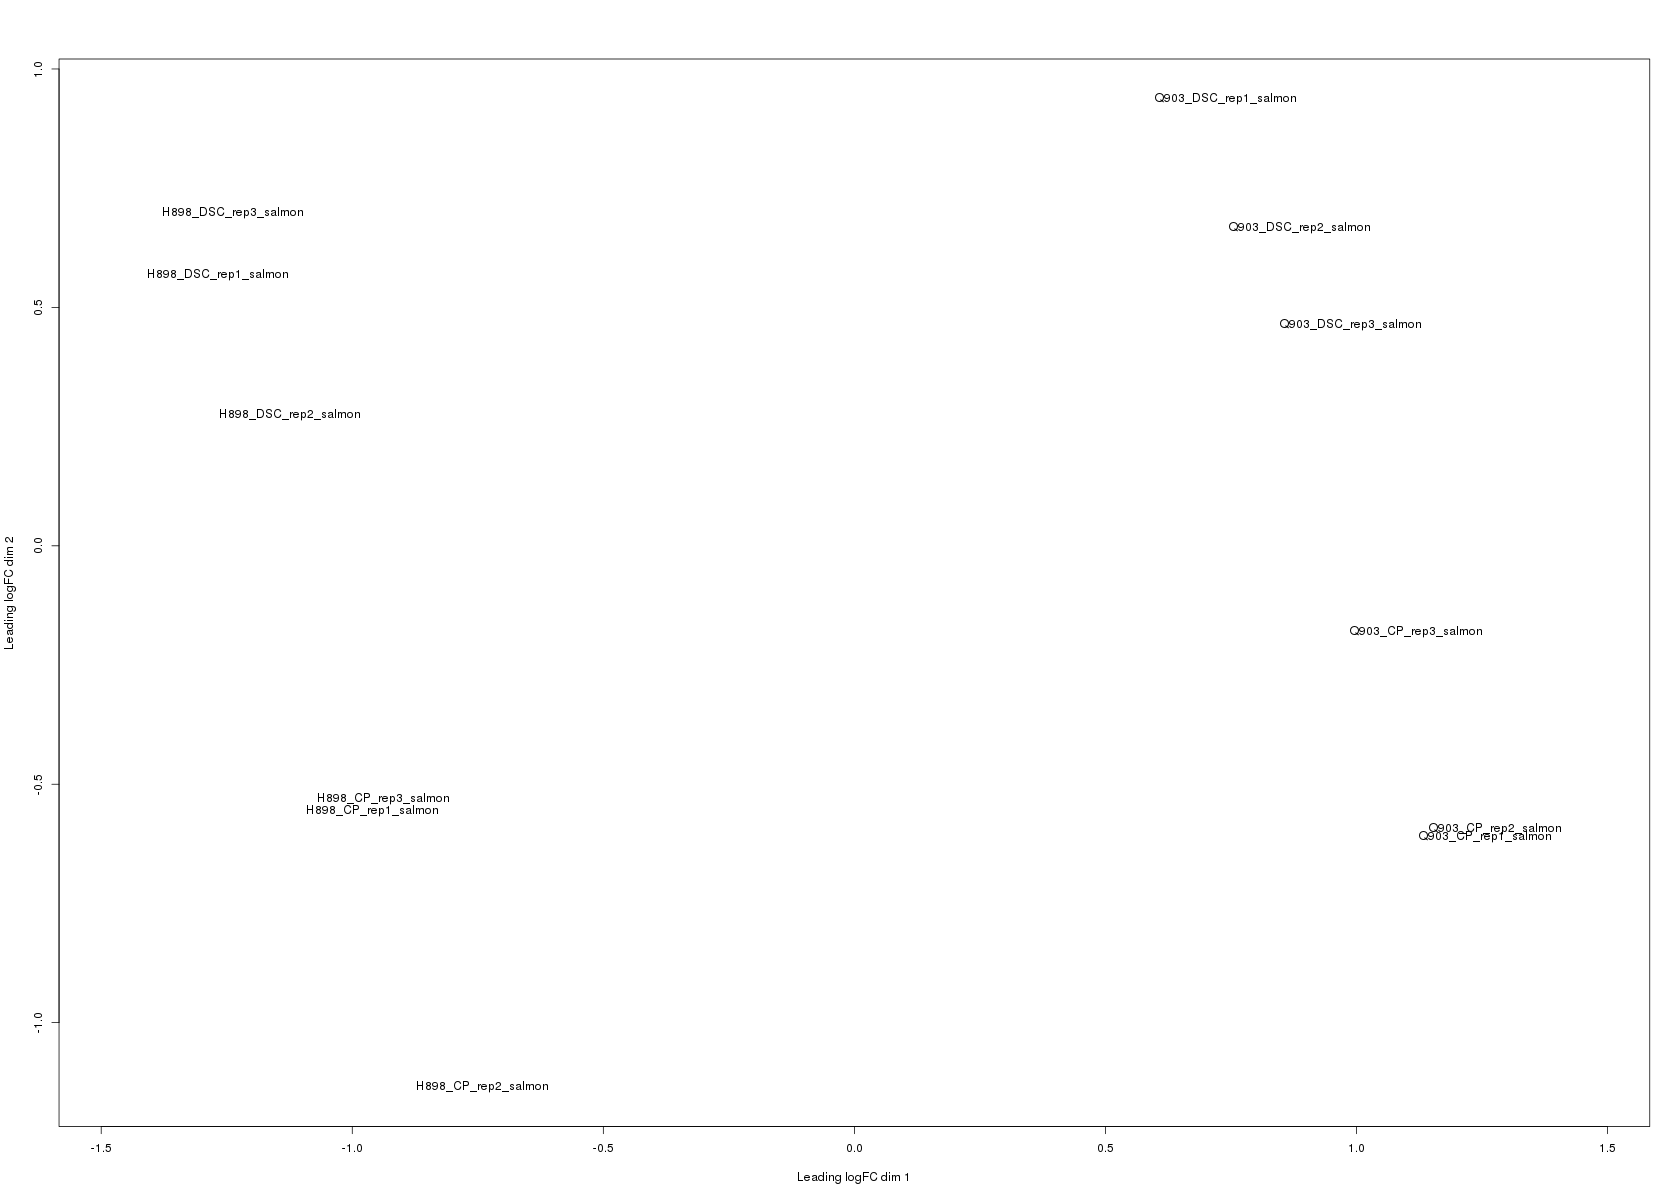 1.0
Q903_DSC_rep1_salmon
H898_DSC_rep3_salmon
Q903_DSC_rep2_salmon
H898_DSC_rep1_salmon
0.5
Q903_DSC_rep3_salmon
H898_DSC_rep2_salmon
0.0
Leading logFC dim 2
Q903_CP_rep3_salmon
-0.5
H898_CP_rep3_salmon
H898_CP_rep1_salmon
Q903_CP_rep2_salmon
Q903_CP_rep1_salmon
-1.0
H898_CP_rep2_salmon
-1.5 -1.0 -0.5 0.0 0.5 1.0 1.5
Leading logFC dim 1